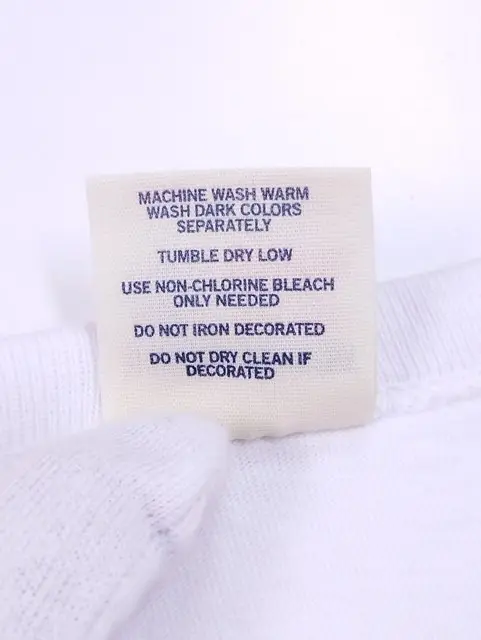 MACHINE WASH WARM
WASH DARK COLORS
SEPARATELY
TUMBLE DRY LOW
USE NON-CHLORINE BLEACH
ONLY NEEDED
DO NOT IRON DECORATED
DO NOT DRY CLEAN IF
DECORATED